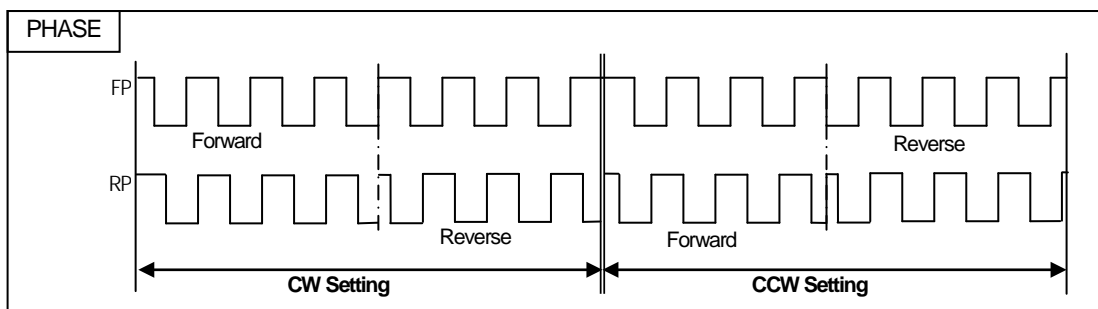 PHASE
FP
Forward
Reverse
RP
Reverse
Forward
CW Setting
CCW Setting